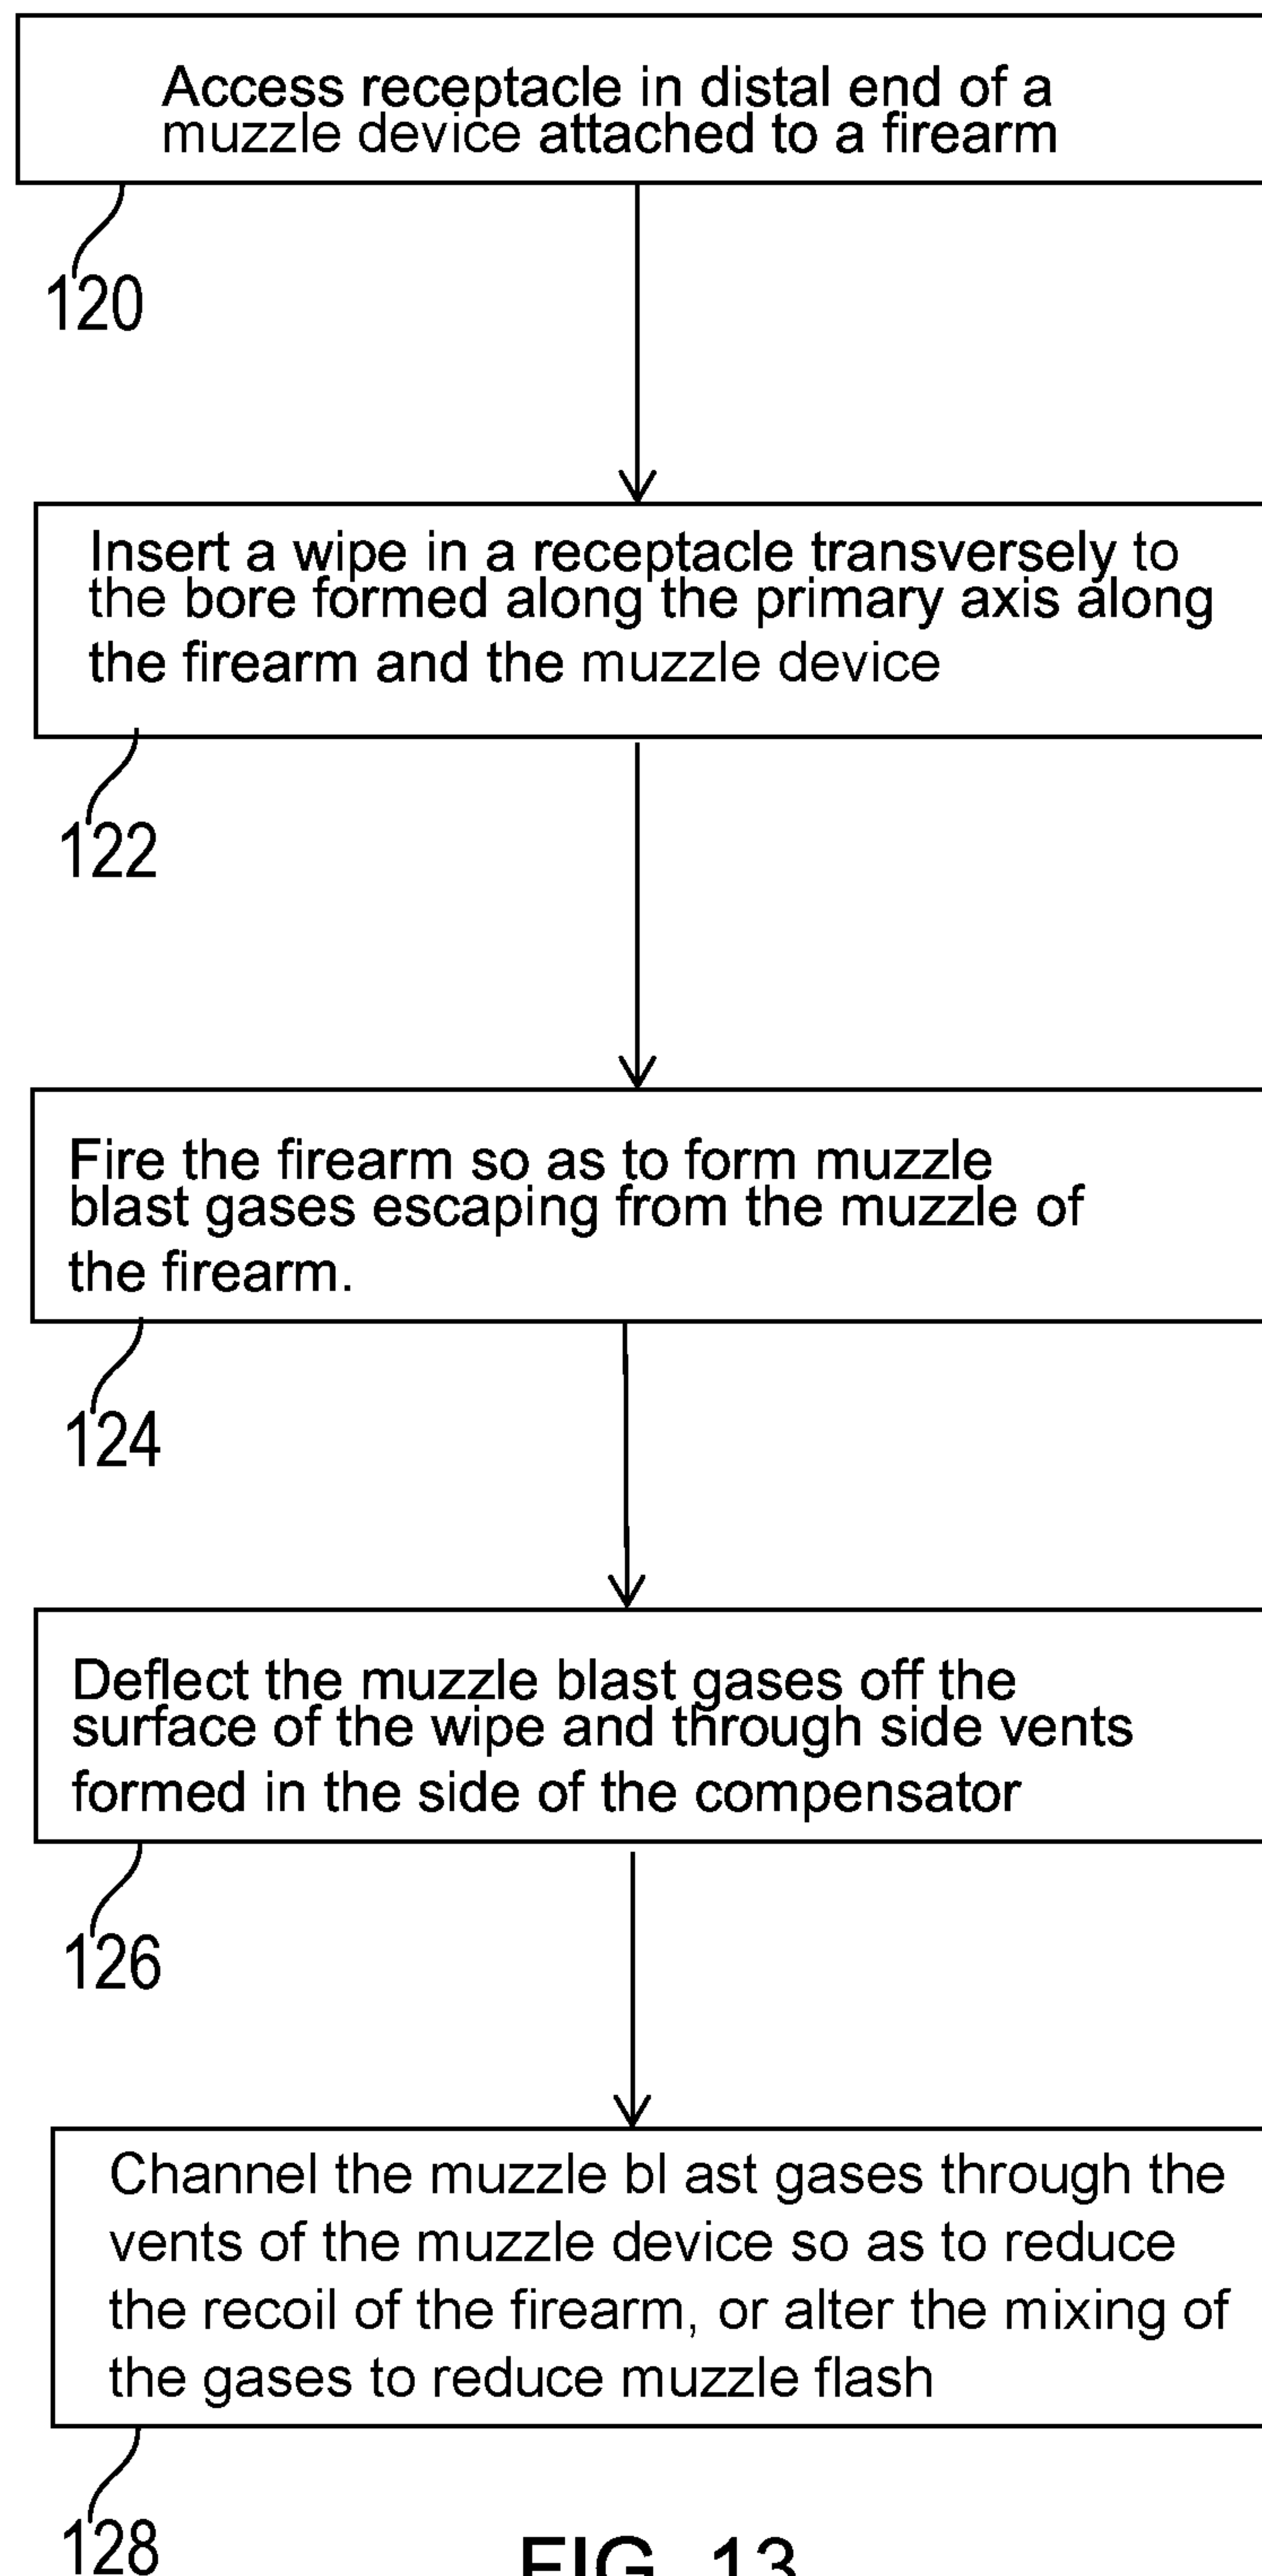 Access receptacle in distal end of a
muzzle device attached to a firearm
120
Insert a wipe in a receptacle transversely to
the bore formed along the primary axis along
the firearm and the muzzle device
122
Fire the firearm so as to form muzzle
blast gases escaping from the muzzle of
the firearm.
124
Deflect the muzzle blast gases off the
surface of the wipe and through side vents
formed in the side of the compensator
126
Channel the muzzle bl ast gases through the
vents of the muzzle device so as to reduce
the recoil of the firearm, or alter the mixing of
the gases to reduce muzzle flash
128
FIG. 13